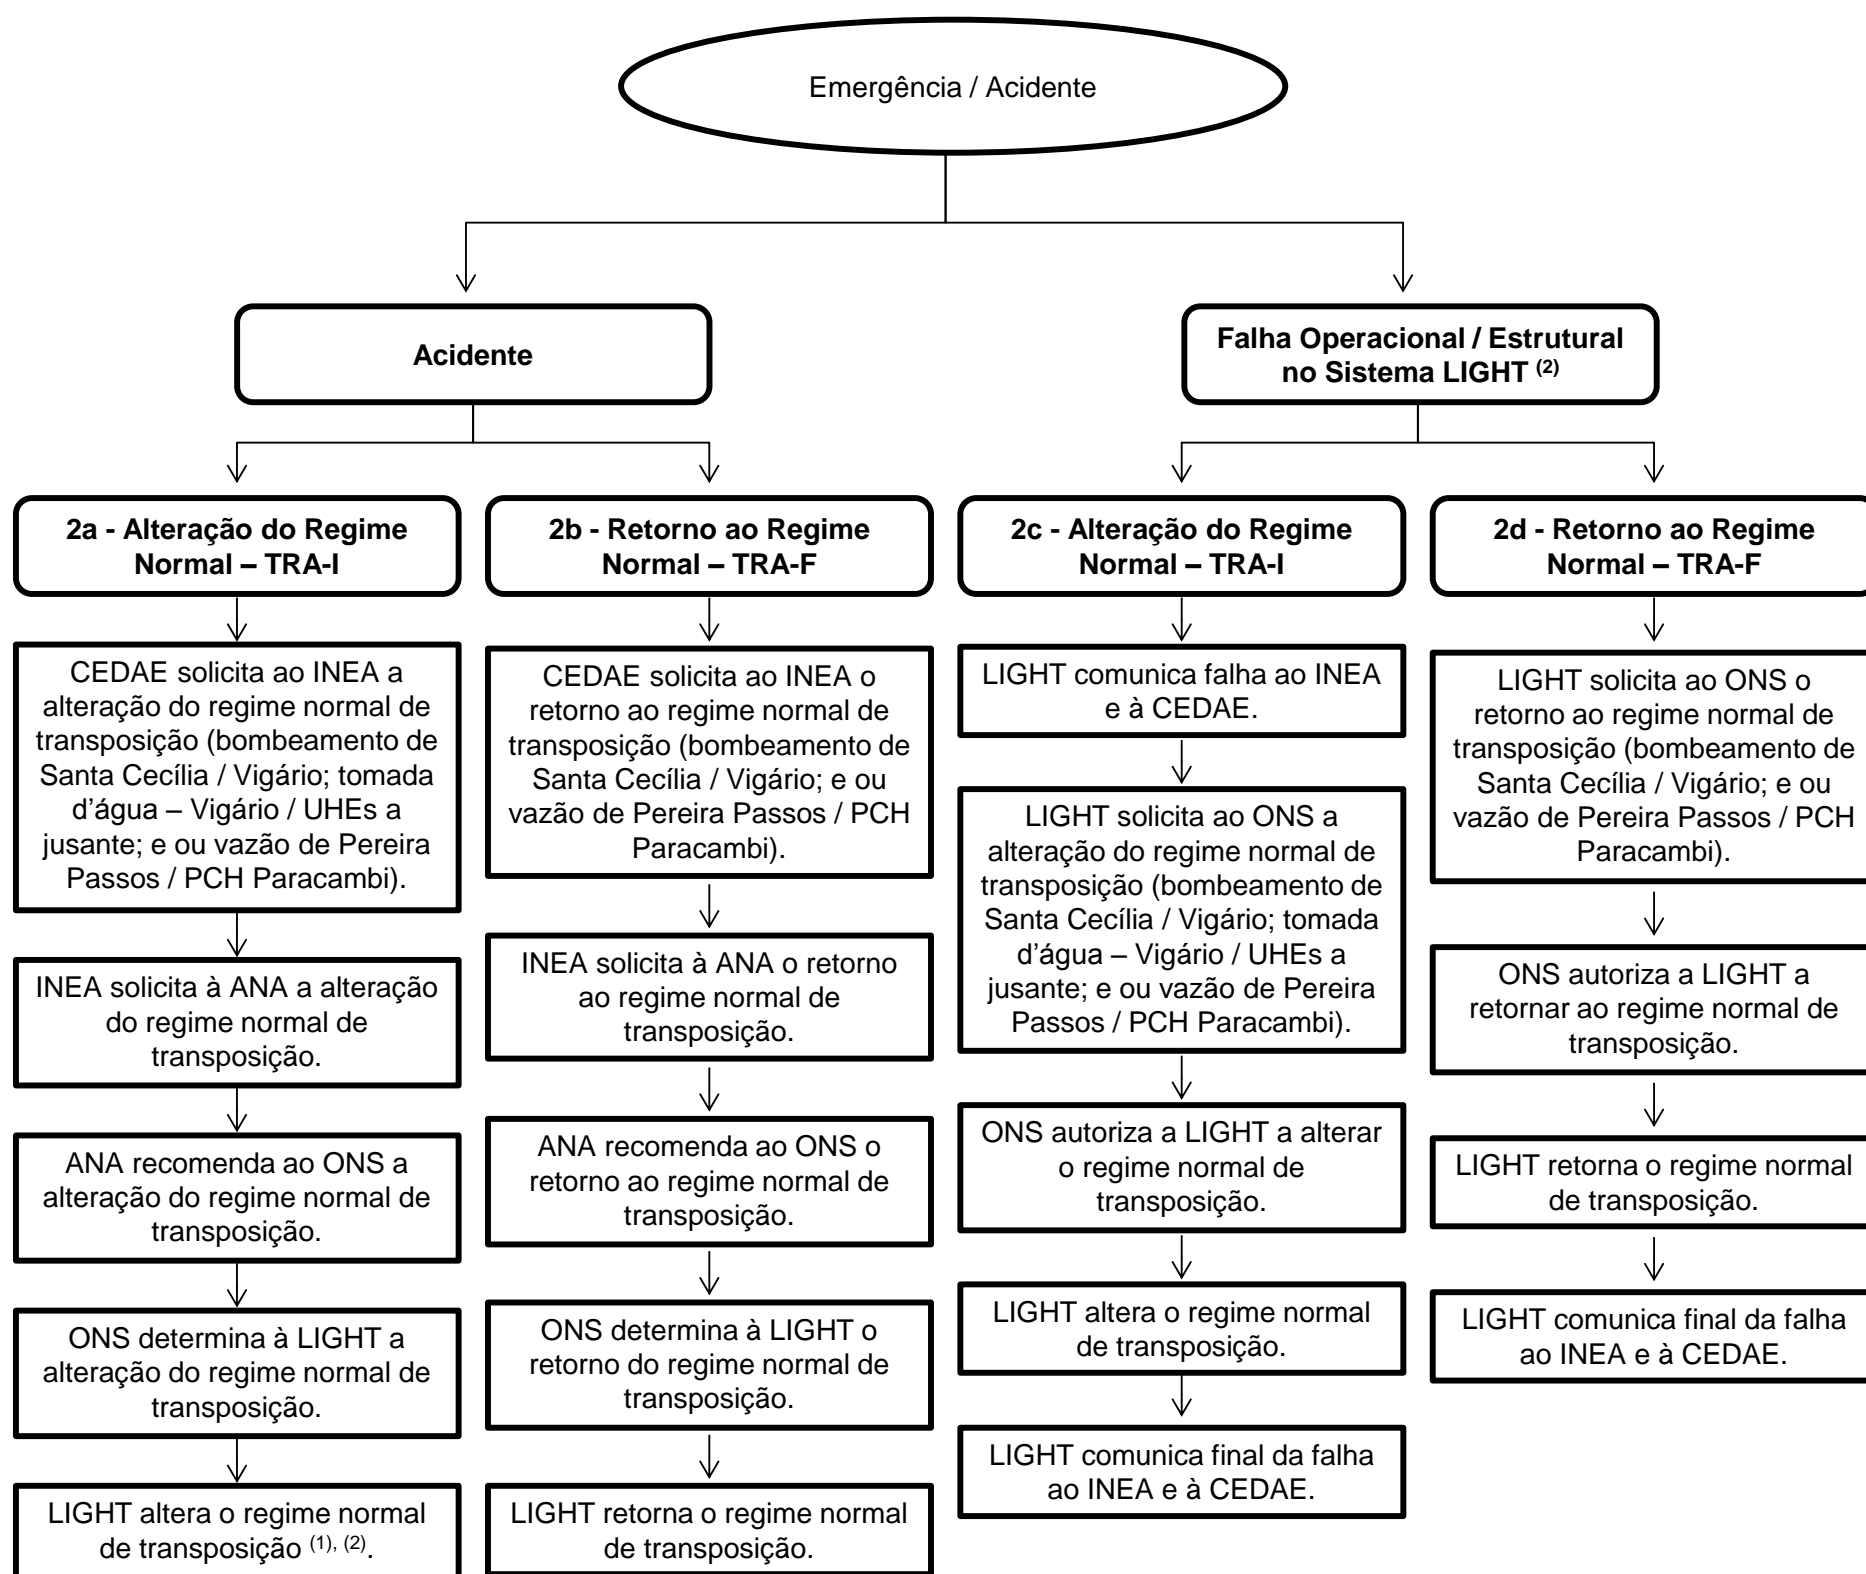 Emergência / Acidente
Acidente
Falha Operacional / Estrutural
no Sistema LIGHT (2)
2a - Alteração do Regime
Normal – TRA-I
CEDAE solicita ao INEA a
alteração do regime normal de
transposição (bombeamento de
Santa Cecília / Vigário; tomada
d’água – Vigário / UHEs a
jusante; e ou vazão de Pereira
Passos / PCH Paracambi).
INEA solicita à ANA a alteração
do regime normal de
transposição.
ANA recomenda ao ONS a
alteração do regime normal de
transposição.
ONS determina à LIGHT a
alteração do regime normal de
transposição.
LIGHT altera o regime normal
de transposição (1), (2).
2b - Retorno ao Regime
Normal – TRA-F
CEDAE solicita ao INEA o
retorno ao regime normal de
transposição (bombeamento de
Santa Cecília / Vigário; e ou
vazão de Pereira Passos / PCH
Paracambi).
INEA solicita à ANA o retorno
ao regime normal de
transposição.
ANA recomenda ao ONS o
retorno ao regime normal de
transposição.
ONS determina à LIGHT o
retorno do regime normal de
transposição.
LIGHT retorna o regime normal
de transposição.
2c - Alteração do Regime
Normal – TRA-I
LIGHT comunica falha ao INEA
e à CEDAE.
LIGHT solicita ao ONS a
alteração do regime normal de
transposição (bombeamento de
Santa Cecília / Vigário; tomada
d’água – Vigário / UHEs a
jusante; e ou vazão de Pereira
Passos / PCH Paracambi).
ONS autoriza a LIGHT a alterar
o regime normal de
transposição.
LIGHT altera o regime normal
de transposição.
LIGHT comunica final da falha
ao INEA e à CEDAE.
2d - Retorno ao Regime
Normal – TRA-F
LIGHT solicita ao ONS o
retorno ao regime normal de
transposição (bombeamento de
Santa Cecília / Vigário; e ou
vazão de Pereira Passos / PCH
Paracambi).
ONS autoriza a LIGHT a
retornar ao regime normal de
transposição.
LIGHT retorna o regime normal
de transposição.
LIGHT comunica final da falha
ao INEA e à CEDAE.